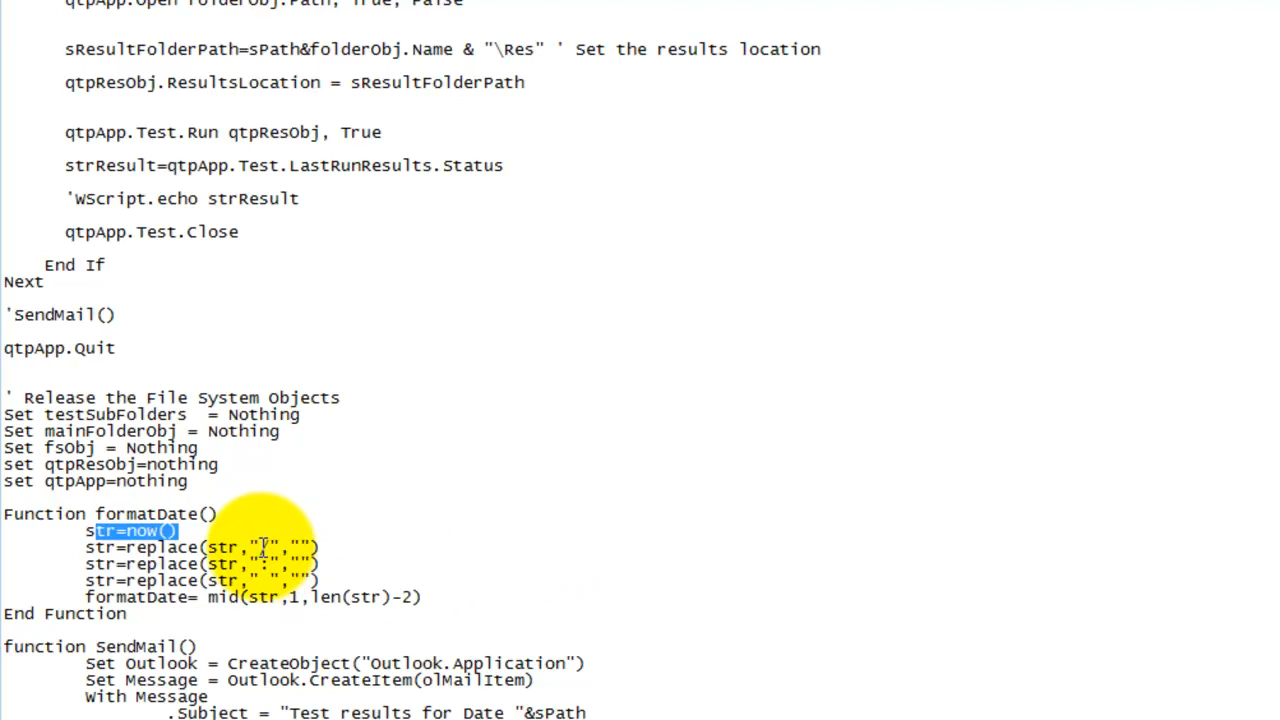 qtpApp.Open folderObj.Path, True, False
sResultFolderPath=sPath&folderObj.Name & "\Res" ' Set the results location
qtpResObj.ResultsLocation = sResultFolderPath
qtpApp.Test.Run qtpResObj, True
strResult=qtpApp.Test.LastRunResults.Status
'WScript.echo strResult
qtpApp.Test.Close
End If
Next
'SendMail()
qtpApp.Quit
' Release the File System Objects
Set testSubFolders  = Nothing
Set mainFolderObj = Nothing
Set fsObj = Nothing
set qtpResObj=nothing
set qtpApp=nothing
Function formatDate()
str=now()
str=replace(str,"/","")
str=replace(str,":","")
str=replace(str," ","")
formatDate= mid(str,1,len(str)-2)
End Function
function SendMail()
Set Outlook = CreateObject("Outlook.Application")
Set Message = Outlook.CreateItem(olMailItem)
With Message
.Subject = "Test results for Date "&sPath